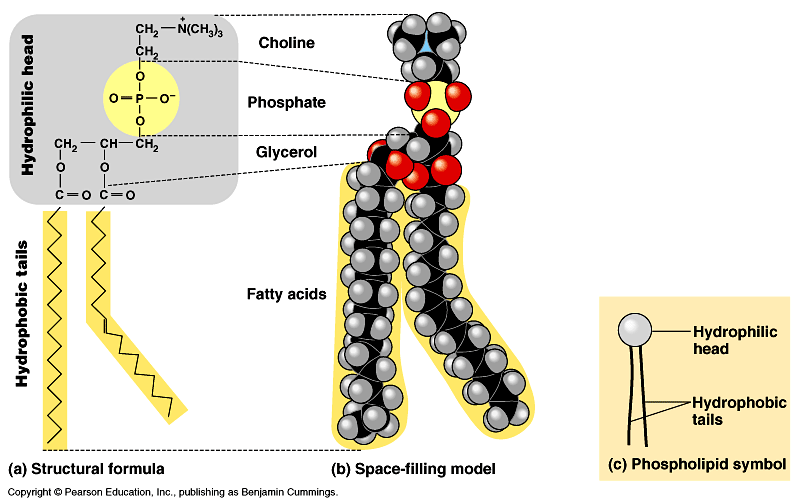 Hydrophilic head
Hydrophobic tails
CH₂—N(CH₃)₃
+
CH₂
O
O=P—O⁻
O
CH₂—CH—CH₂
O O
C=O C=O
Choline
Phosphate
Glycerol
Fatty acids
Hydrophilic
head
Hydrophobic
tails
(a) Structural formula
(b) Space-filling model
(c) Phospholipid symbol
Copyright © Pearson Education, Inc., publishing as Benjamin Cummings.